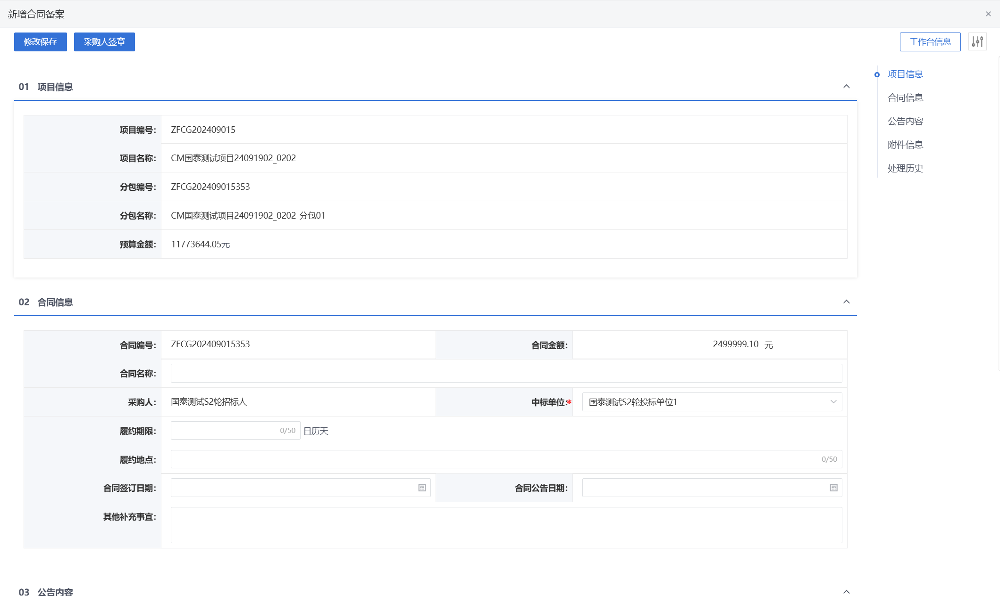 新增合同备案
×
修改保存 采购人签章 工作台信息
项目信息
合同信息
公告内容
附件信息
处理历史
01 项目信息
项目编号： ZFCG202409015
项目名称： CM国泰测试项目24091902_0202
分包编号： ZFCG202409015353
分包名称： CM国泰测试项目24091902_0202-分包01
预算金额： 11773644.05元
02 合同信息
合同编号： ZFCG202409015353 合同金额： 2499999.10 元
合同名称：
采购人： 国泰测试S2轮招标人 中标单位：* 国泰测试S2轮投标单位1
履约期限： 0/50 日历天
履约地点： 0/50
合同签订日期： 合同公告日期：
其他补充事宜：
03 公告内容